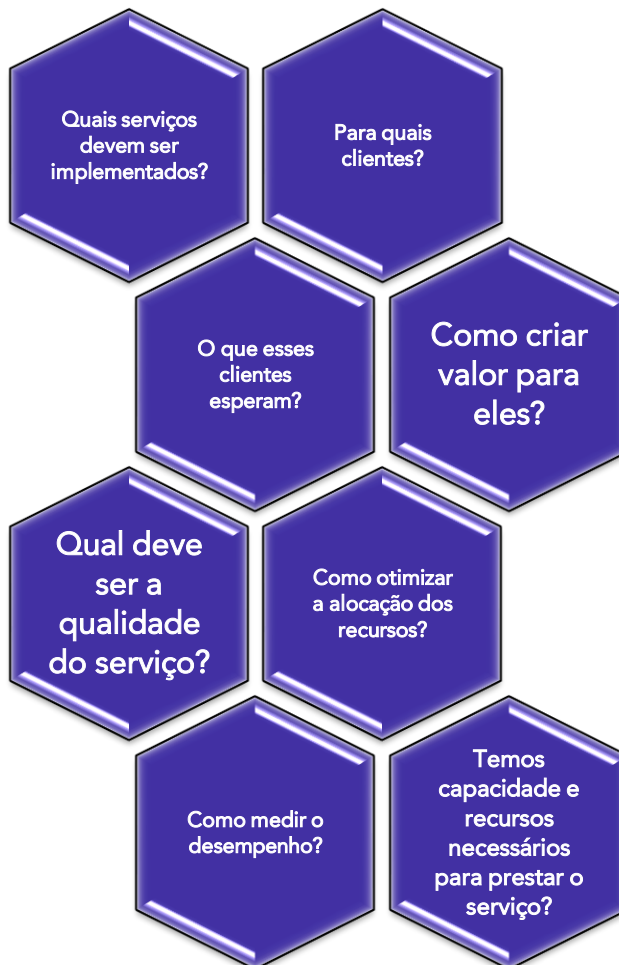 Quais serviços
devem ser
implementados?
Para quais
clientes?
O que esses
clientes
esperam?
Como criar
valor para
eles?
Qual deve
ser a
qualidade
do serviço?
Como otimizar
a alocação dos
recursos?
Como medir o
desempenho?
Temos
capacidade e
recursos
necessários
para prestar o
serviço?